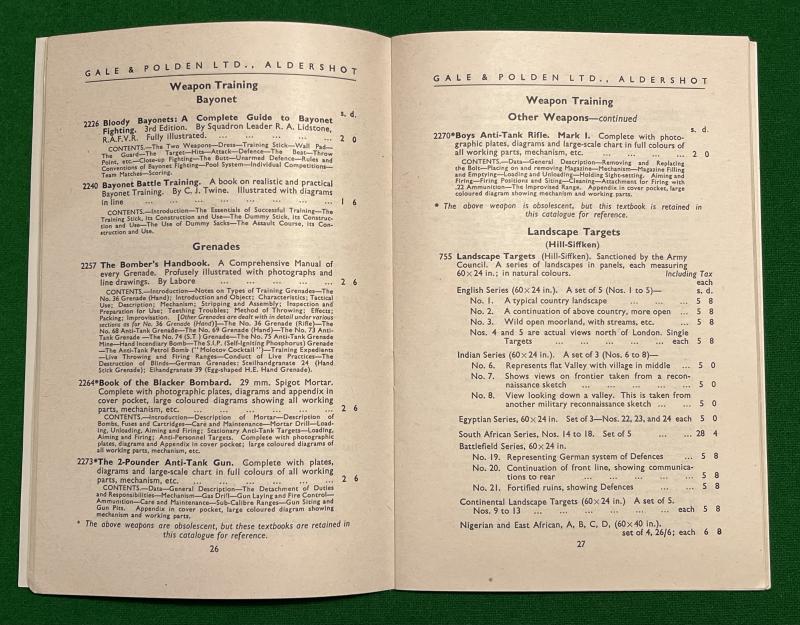 GALE & POLDEN LTD., ALDERSHOT
Weapon Training
Bayonet
s. d.
2226 Bloody Bayonets: A Complete Guide to Bayonet
Fighting. 3rd Edition. By Squadron Leader R. A. Lidstone,
R.A.F.V.R. Fully illustrated. ... ... ... ... 2 0
CONTENTS.—The Two Weapons—Dress—Training Stick—Wall Pad—
The Guard—The Target—Hits—Attack—Defence—The Beat—Throw
Point, etc.—Close-up Fighting—The Butt—Unarmed Defence—Rules and
Conventions of Bayonet Fighting—Pool System—Individual Competitions—
Team Matches—Scoring.
2240 Bayonet Battle Training. A book on realistic and practical
Bayonet Training. By C. J. Twine. Illustrated with diagrams
in line ... ... ... ... ... ... ... 1 6
CONTENTS.—Introduction—The Essentials of Successful Training—The
Training Stick, its Construction and Use—The Dummy Stick, its Construc-
tion and Use—The Use of Dummy Sacks—The Assault Course, its Con-
struction and Use.
Grenades
2257 The Bomber's Handbook. A Comprehensive Manual of
every Grenade. Profusely illustrated with photographs and
line drawings. By Labore ... ... ... ... 2 6
CONTENTS.—Introduction—Notes on Types of Training Grenades—The
No. 36 Grenade (Hand); Introduction and Object; Characteristics; Tactical
Use; Description; Mechanism; Stripping and Assembly; Inspection and
Preparation for Use; Teething Troubles; Method of Throwing; Effects;
Packing; Improvisation. [Other Grenades are dealt with in detail under various
sections as for No. 36 Grenade (Hand)]—The No. 36 Grenade (Rifle)—The
No. 68 Anti-Tank Grenade—The No. 69 Grenade (Hand)—The No. 73 Anti-
Tank Grenade—The No. 74 (S.T.) Grenade—The No. 75 Anti-Tank Grenade
Mine—Hand Incendiary Bomb—The S.I.P. (Self-Igniting Phosphorus) Grenade
—The Anti-Tank Petrol Bomb ("Molotov Cocktail")—Training Expedients
—Live Throwing and Firing Ranges—Conduct of Live Practices—The
Destruction of Blinds—German Grenades; Steilhandgranate 24 (Hand
Stick Grenade); Eihandgranate 39 (Egg-shaped H.E. Hand Grenade).
2264*Book of the Blacker Bombard. 29 mm. Spigot Mortar.
Complete with photographic plates, diagrams and appendix in
cover pocket, large coloured diagrams showing all working
parts, mechanism, etc. ... ... ... ... 2 6
CONTENTS.—Introduction—Description of Mortar—Description of
Bombs, Fuses and Cartridges—Care and Maintenance—Mortar Drill—Load-
ing, Unloading, Aiming and Firing; Stationary Anti-Tank Targets—Loading,
Aiming and Firing; Anti-Personnel Targets. Complete with photographic
plates, diagrams and Appendix in cover pocket; large coloured diagrams of all
working parts, mechanism, etc.
2273*The 2-Pounder Anti-Tank Gun. Complete with plates,
diagrams and large-scale chart in full colours of all working
parts, mechanism, etc. ... ... ... ... 2 6
CONTENTS.—Data—General Description—The Detachment of Duties
and Responsibilities—Mechanism—Gas Drill—Gun Laying and Fire Control—
Ammunition—Care and Maintenance—Sub-Calibre Ranges—Gun Siting and
Gun Pits. Appendix in cover pocket, large coloured diagram showing
mechanism and working parts.
* The above weapons are obsolescent, but these textbooks are retained in
this catalogue for reference.
26
GALE & POLDEN LTD., ALDERSHOT
Weapon Training
Other Weapons—continued
s. d.
2270*Boys Anti-Tank Rifle. Mark I. Complete with photo-
graphic plates, diagrams and large-scale chart in full colours of
all working parts, mechanism, etc. ... ... ... 2 0
CONTENTS.—Data—General Description—Removing and Replacing
the Bolt—Placing on and removing Magazine—Mechanism—Magazine Filling
and Emptying—Loading and Unloading—Holding Sight-setting, Aiming and
Firing—Firing Positions and Siting—Cleaning—Attachment for Firing with
.22 Ammunition—The Improvised Range. Appendix in cover pocket, large
coloured diagram showing mechanism and working parts.
* The above weapon is obsolescent, but this textbook is retained in
this catalogue for reference.
Landscape Targets
(Hill-Siffken)
755 Landscape Targets (Hill-Siffken). Sanctioned by the Army
Council. A series of landscapes in panels, each measuring
60×24 in.; in natural colours. Including Tax
each
s. d.
English Series (60×24 in.). A set of 5 (Nos. 1 to 5)—
No. 1. A typical country landscape ... ... 5 8
No. 2. A continuation of above country, more open ... 5 8
No. 3. Wild open moorland, with streams, etc. ... 5 8
Nos. 4 and 5 are actual views north of London. Single
Targets ... ... ... ... ... each 5 8
Indian Series (60×24 in.). A set of 3 (Nos. 6 to 8)—
No. 6. Represents flat Valley with village in middle ... 5 0
No. 7. Shows views on frontier taken from a recon-
naissance sketch ... ... ... ... 5 0
No. 8. View looking down a valley. This is taken from
another military reconnaissance sketch ... ... 5 0
Egyptian Series, 60×24 in. Set of 3—Nos. 22, 23, and 24 each 5 0
South Africa Series, Nos. 14 to 18. Set of 5 ... ... 28 4
Battlefield Series, 60×24 in.
No. 19. Representing German system of Defences ... 5 8
No. 20. Continuation of front line, showing communica-
tions to rear ... ... ... ... 5 8
No. 21. Fortified ruins, showing Defences ... ... 5 8
Continental Landscape Targets (60×24 in.) A set of 5.
Nos. 9 to 13 ... ... ... ... ... each 5 8
Nigerian and East African, A, B, C, D, (60×40 in.).
set of 4, 26/6; each 6 8
27